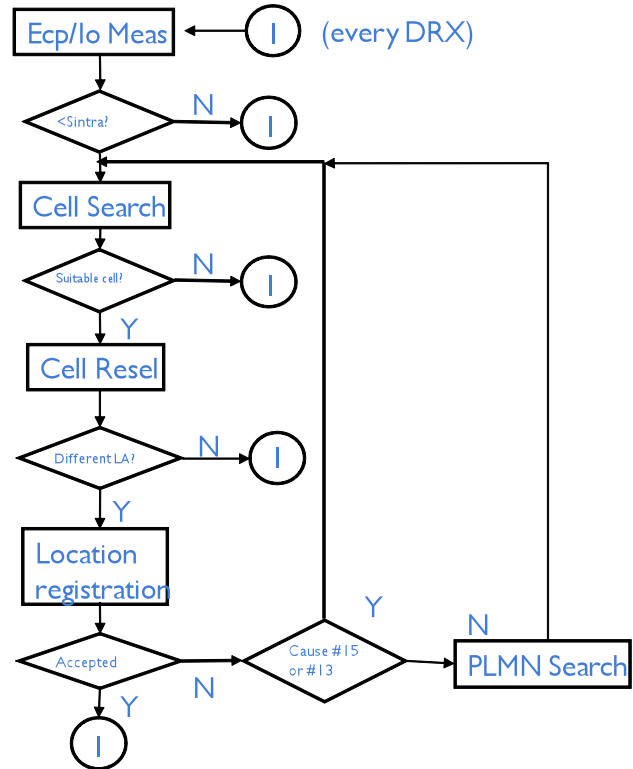 Ecp/Io Meas
I
(every DRX)
<Sintra?
N
I
Cell Search
Suitable cell?
N
I
Y
Cell Resel
Different LA?
N
I
Y
Location
registration
Y
Cause #15
or #13
N
Accepted
N
PLMN Search
Y
I